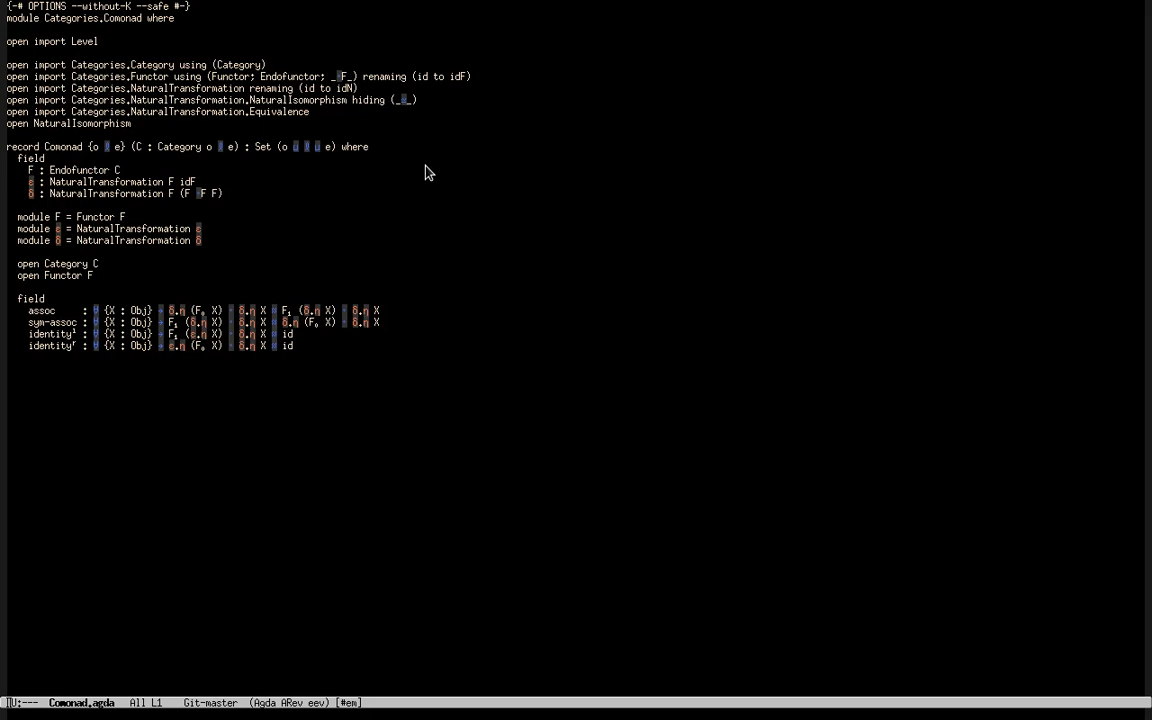 {-# OPTIONS --without-K --safe #-}
module Categories.Comonad where
open import Level
open import Categories.Category using (Category)
open import Categories.Functor using (Functor; Endofunctor; _∘F_) renaming (id to idF)
open import Categories.NaturalTransformation renaming (id to idN)
open import Categories.NaturalTransformation.NaturalIsomorphism hiding (_≃_)
open import Categories.NaturalTransformation.Equivalence
open NaturalIsomorphism
record Comonad {o ℓ e} (C : Category o ℓ e) : Set (o ⊔ ℓ ⊔ e) where
field
F : Endofunctor C
ε : NaturalTransformation F idF
δ : NaturalTransformation F (F ∘F F)
module F = Functor F
module ε = NaturalTransformation ε
module δ = NaturalTransformation δ
open Category C
open Functor F
field
assoc : ∀ {X : Obj} → δ.η (F₀ X) ∘ δ.η X ≈ F₁ (δ.η X) ∘ δ.η X
sym-assoc : ∀ {X : Obj} → F₁ (δ.η X) ∘ δ.η X ≈ δ.η (F₀ X) ∘ δ.η X
identityˡ : ∀ {X : Obj} → F₁ (ε.η X) ∘ δ.η X ≈ id
identityʳ : ∀ {X : Obj} → ε.η (F₀ X) ∘ δ.η X ≈ id
U:--- Comonad.agda All L1 Git-master (Agda ARev eev) [#em]